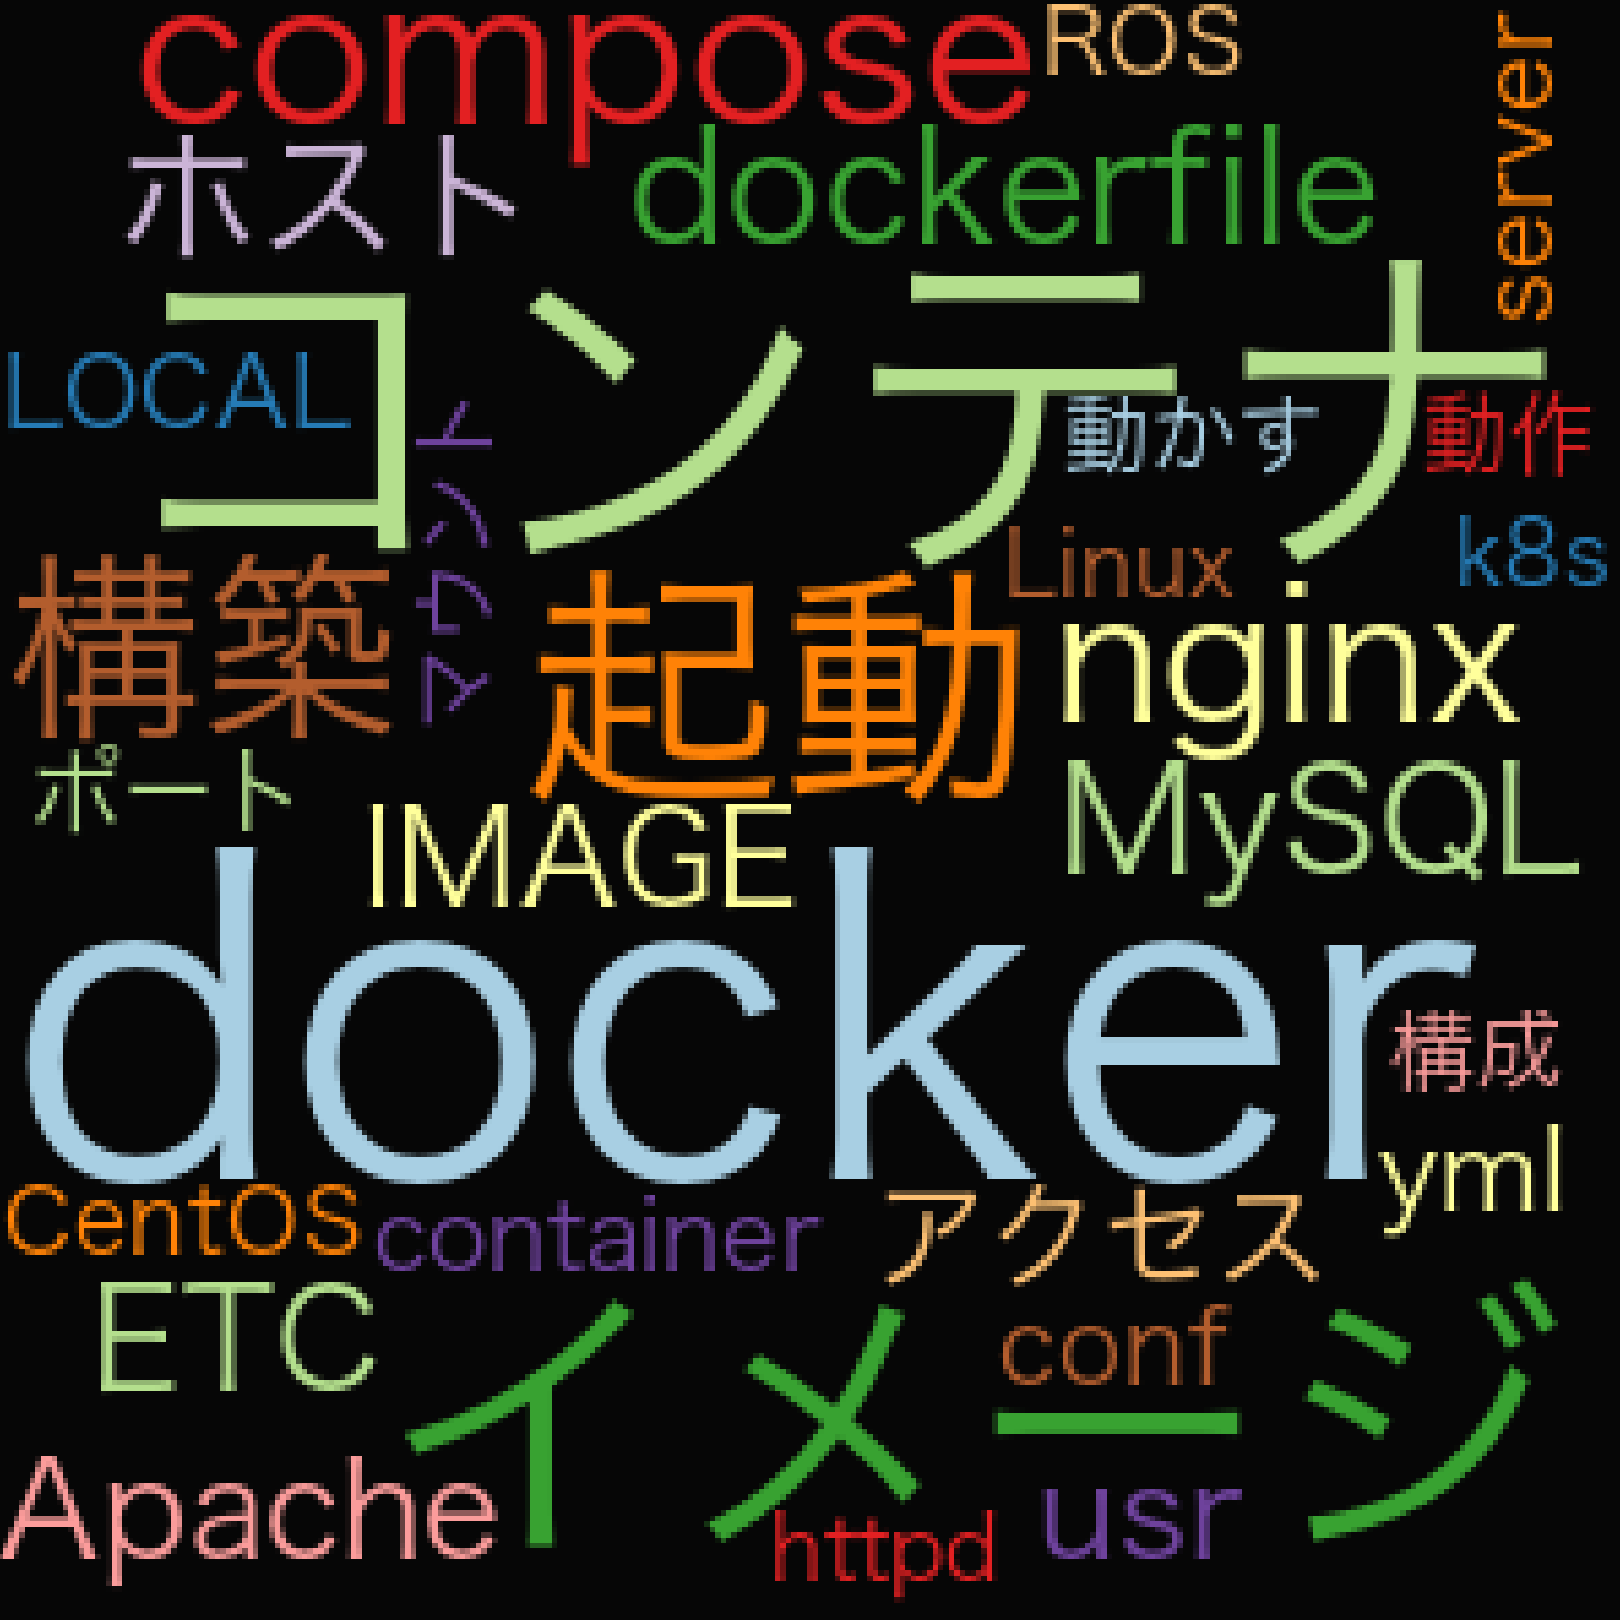 compose
ROS
server
ホスト
dockerfile
コンテナ
LOCAL
マウント
動かす
動作
Linux
k8s
構築
起動
nginx
ポート
IMAGE
MySQL
docker
構成
yml
CentOS
container
アクセス
ETC
イメージ
conf
Apache
httpd
usr